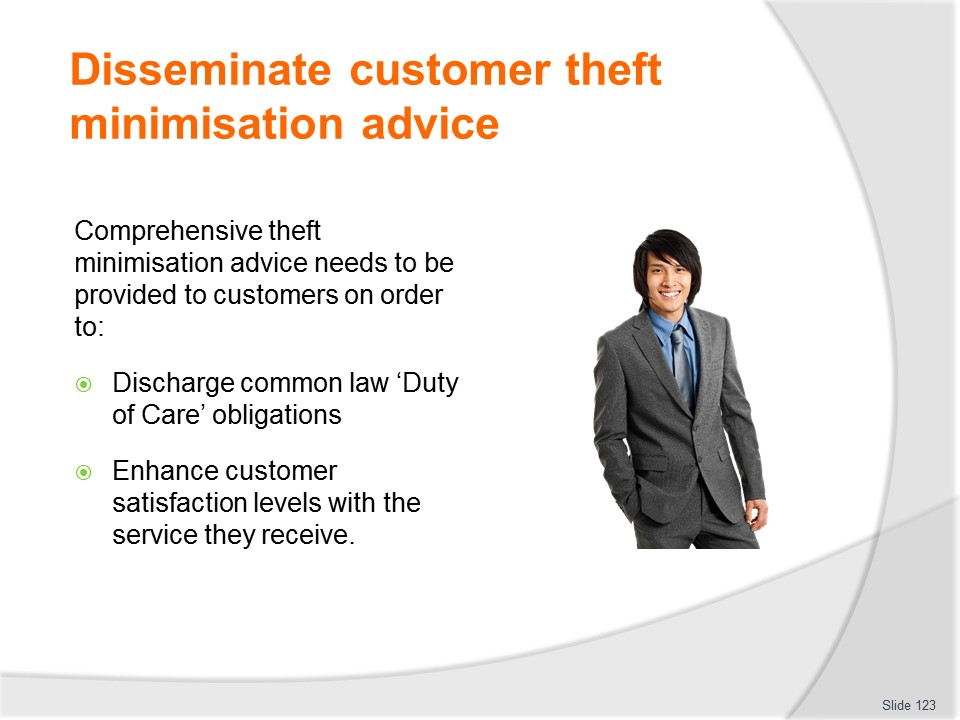 Disseminate customer theft
minimisation advice
Comprehensive theft
minimisation advice needs to be
provided to customers on order
to:
Discharge common law ‘Duty
of Care’ obligations
Enhance customer
satisfaction levels with the
service they receive.
Slide 123